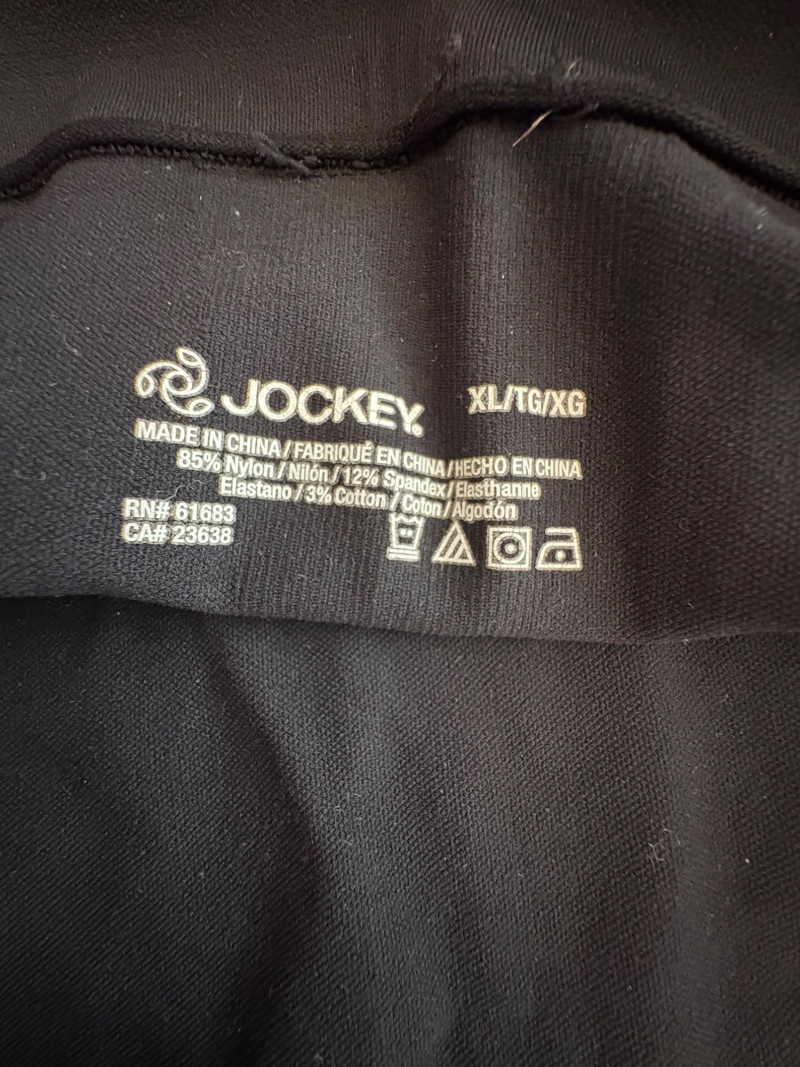 JOCKEY® XL/TG/XG
MADE IN CHINA / FABRIQUÉ EN CHINA / HECHO EN CHINA
85% Nylon / Nilón / 12% Spandex / Elasthanne
Elastano / 3% Cotton / Coton / Algodón
RN# 61683
CA# 23638